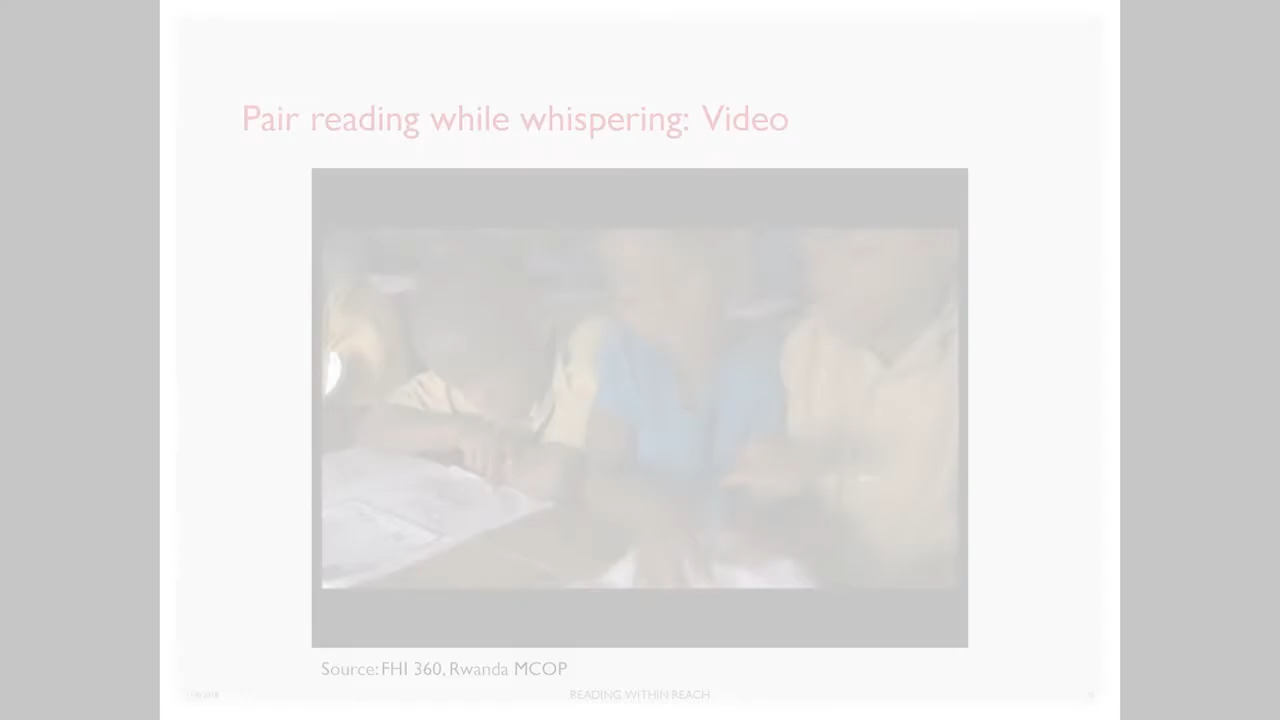 Pair reading while whispering: Video
Source: FHI 360, Rwanda MCOP
READING WITHIN REACH